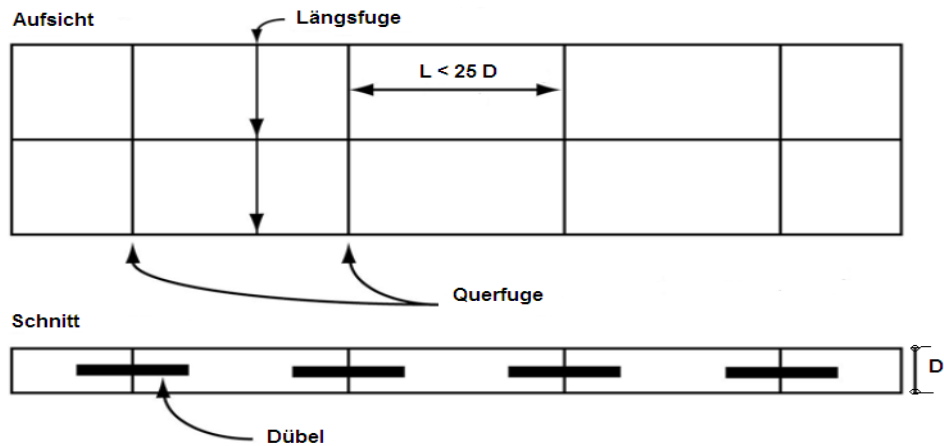 Aufsicht
Längsfuge
L < 25 D
Querfuge
Schnitt
D
Dübel